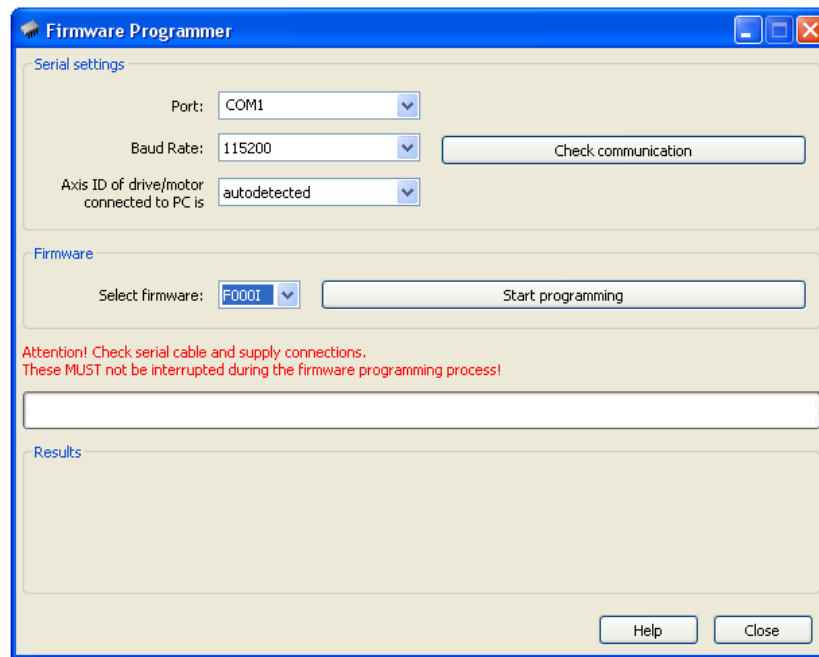 Firmware Programmer
Serial settings
Port: COM1
Baud Rate: 115200 Check communication
Axis ID of drive/motor
connected to PC is autodetected
Firmware
Select firmware: F000I Start programming
Attention! Check serial cable and supply connections.
These MUST not be interrupted during the firmware programming process!
Results
Help Close